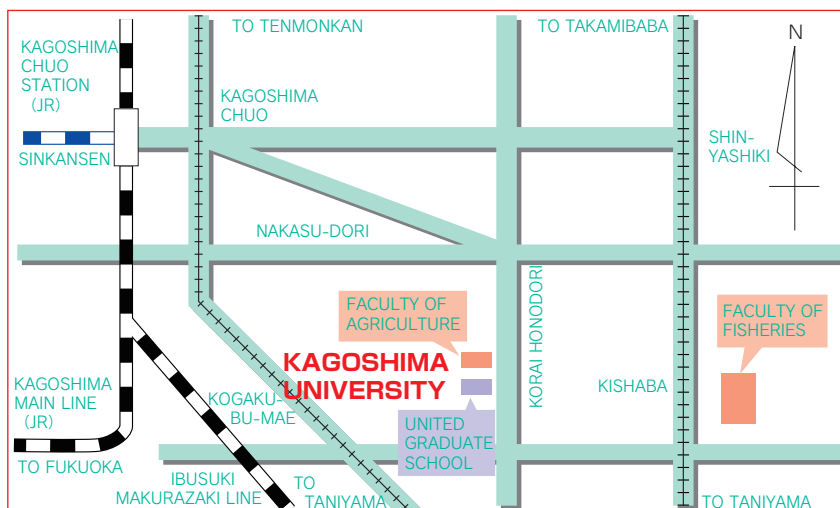 TO TENMONKAN
TO TAKAMIBABA
N
KAGOSHIMA
CHUO
STATION
(JR)
KAGOSHIMA
CHUO
SHIN-
YASHIKI
SINKANSEN
NAKASU-DORI
FACULTY OF
AGRICULTURE
KORAI HONODORI
FACULTY OF
FISHERIES
KAGOSHIMA
UNIVERSITY
KAGOSHIMA
MAIN LINE
(JR)
KOGAKU-
BU-MAE
KISHABA
UNITED
GRADUATE
SCHOOL
TO FUKUOKA
IBUSUKI
MAKURAZAKI LINE
TO
TANIYAMA
TO TANIYAMA